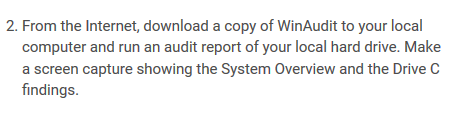 2. From the Internet, download a copy of WinAudit to your local
computer and run an audit report of your local hard drive. Make
a screen capture showing the System Overview and the Drive C
findings.